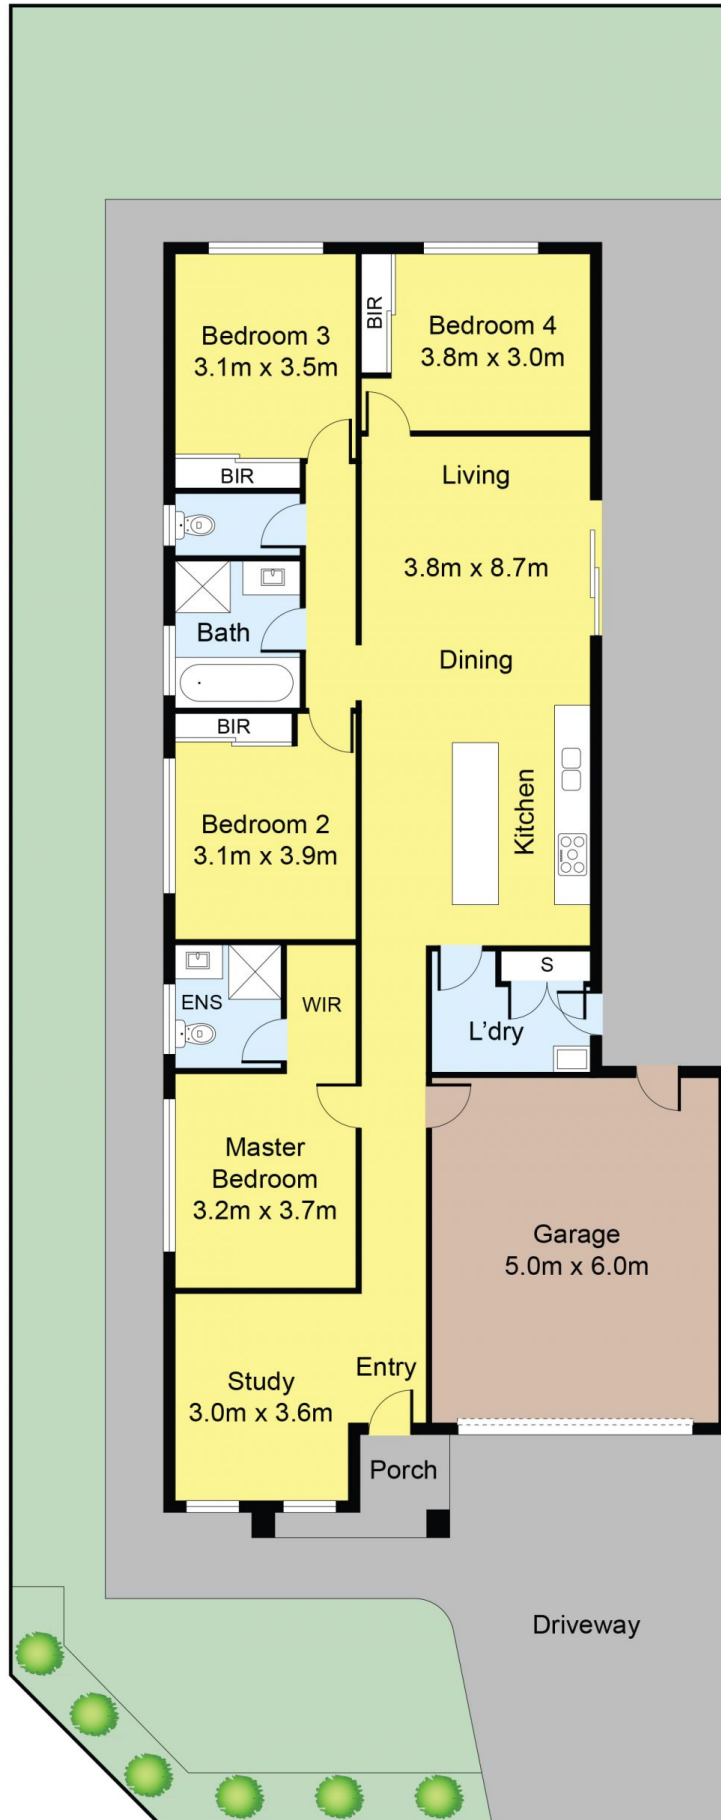 Bedroom 3
3.1m x 3.5m
BIR
Bedroom 4
3.8m x 3.0m
BIR
Living
3.8m x 8.7m
Dining
Bath
BIR
Kitchen
Bedroom 2
3.1m x 3.9m
ENS
WIR
S
L'dry
Master
Bedroom
3.2m x 3.7m
Garage
5.0m x 6.0m
Study
3.0m x 3.6m
Entry
Porch
Driveway